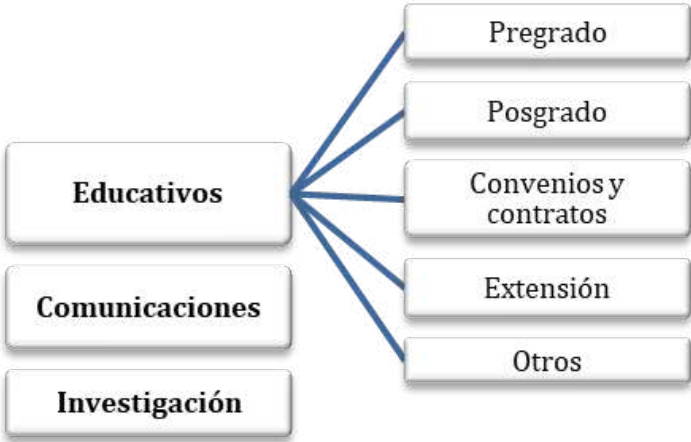 Educativos
Comunicaciones
Investigación
Pregrado
Posgrado
Convenios y
contratos
Extensión
Otros